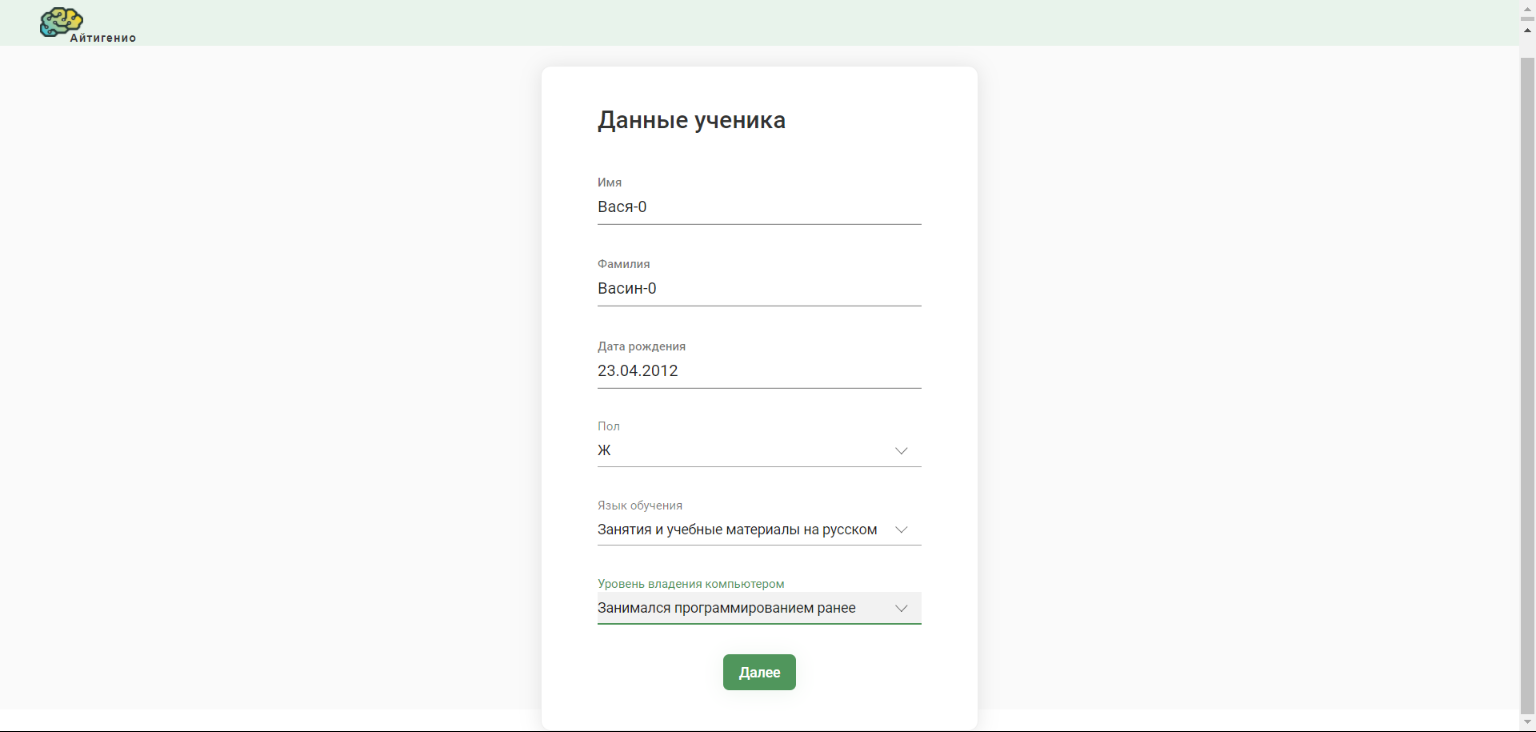 Айтигенио
Данные ученика
Имя
Вася-0
Фамилия
Васин-0
Дата рождения
23.04.2012
Пол
Ж
Язык обучения
Занятия и учебные материалы на русском
Уровень владения компьютером
Занимался программированием ранее
Далее